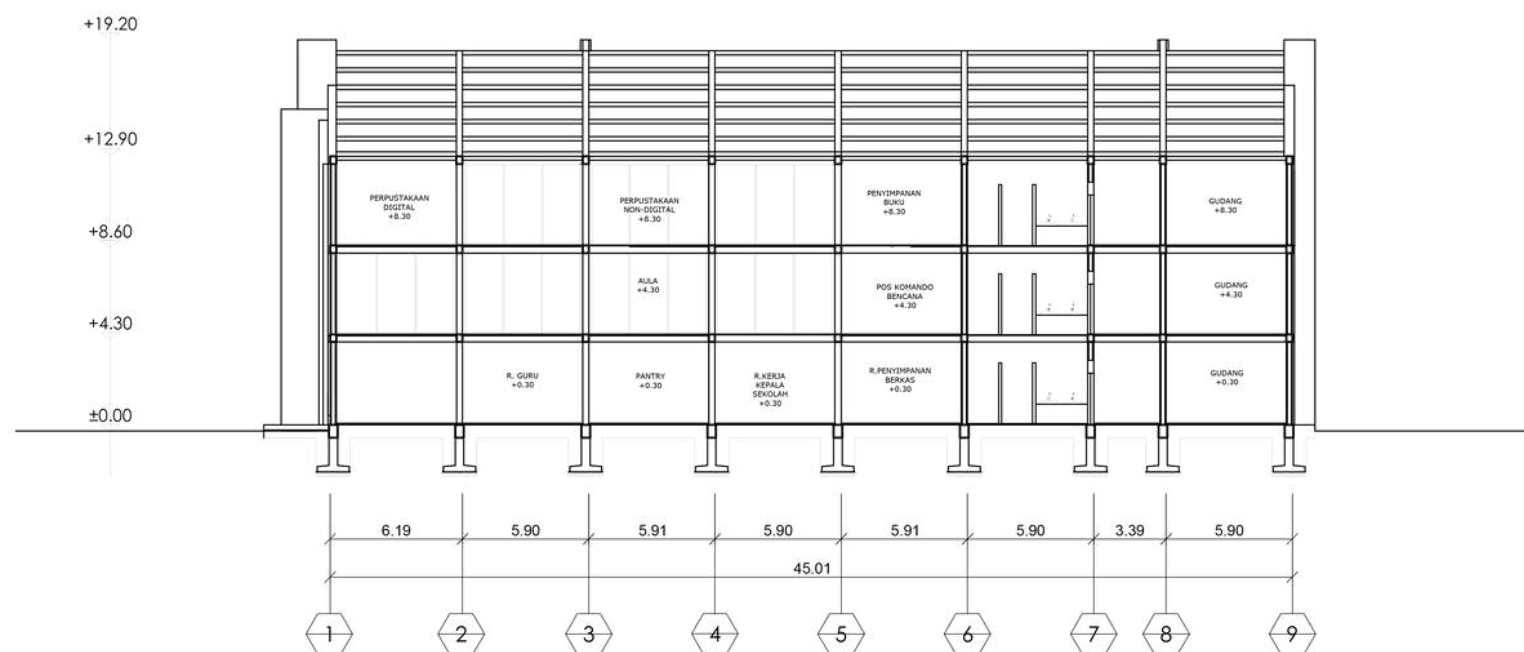 +19.20
+12.90
+8.60
+4.30
±0.00
PERPUSTAKAAN
DIGITAL
+8.30
PERPUSTAKAAN
NON-DIGITAL
+8.30
PENYIMPANAN
BUKU
+8.30
GUDANG
+8.30
AULA
+4.30
POS KOMANDO
BENCANA
+4.30
GUDANG
+4.30
R. GURU
+0.30
PANTRY
+0.30
R.KERJA
KEPALA
SEKOLAH
+0.30
R.PENYIMPANAN
BERKAS
+0.30
GUDANG
+0.30
6.19 5.90 5.91 5.90 5.91 5.90 3.39 5.90
45.01
1 2 3 4 5 6 7 8 9